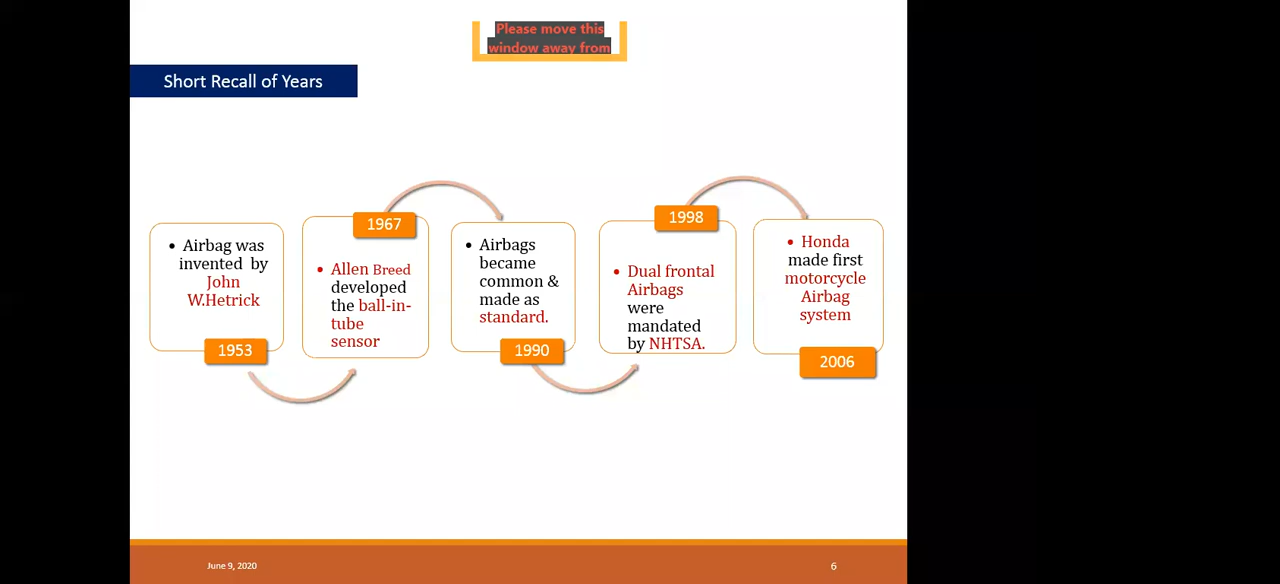 Please move this
window away from
Short Recall of Years
• Airbag was
invented by
John
W.Hetrick
1953
1967
• Allen Breed
developed
the ball-in-
tube
sensor
• Airbags
became
common &
made as
standard.
1990
1998
• Dual frontal
Airbags
were
mandated
by NHTSA.
• Honda
made first
motorcycle
Airbag
system
2006
June 9, 2020
6